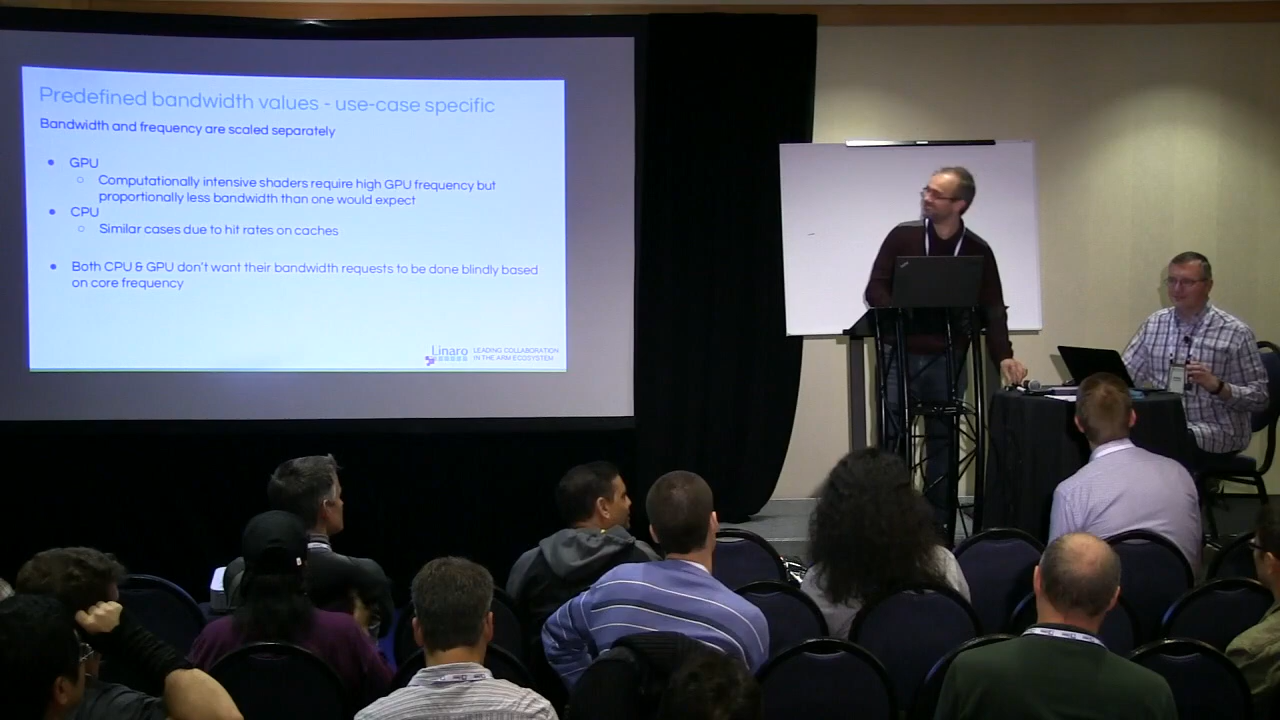 Predefined bandwidth values - use-case specific
Bandwidth and frequency are scaled separately
GPU
Computationally intensive shaders require high GPU frequency but
proportionally less bandwidth than one would expect
CPU
Similar cases due to hit rates on caches
Both CPU & GPU don't want their bandwidth requests to be done blindly based
on core frequency
Linaro
LEADING COLLABORATION
IN THE ARM ECOSYSTEM